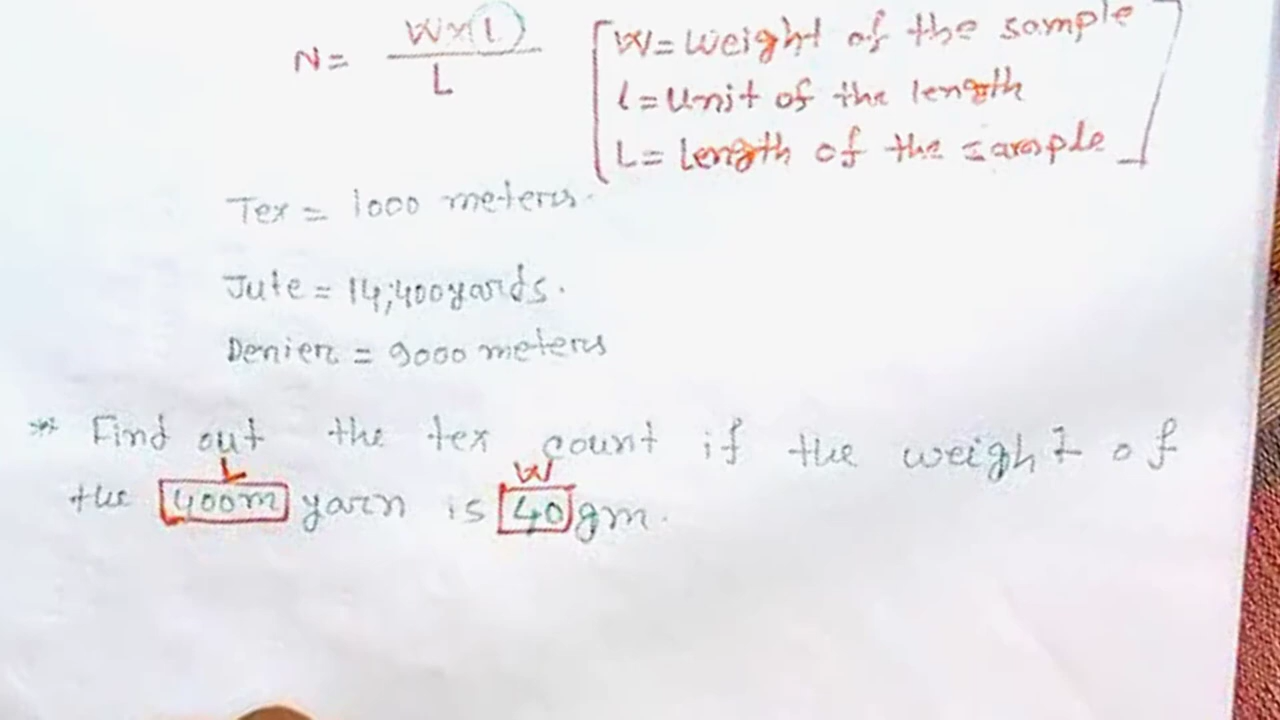 N = W×l / L [W = Weight of the sample
l = Unit of the length
L = Length of the sample]
Tex = 1000 meters.
Jute = 14,400 yards.
Denier = 9000 meters
* Find out the tex count if the weight of
L W
the 400m yarn is 40 gm.